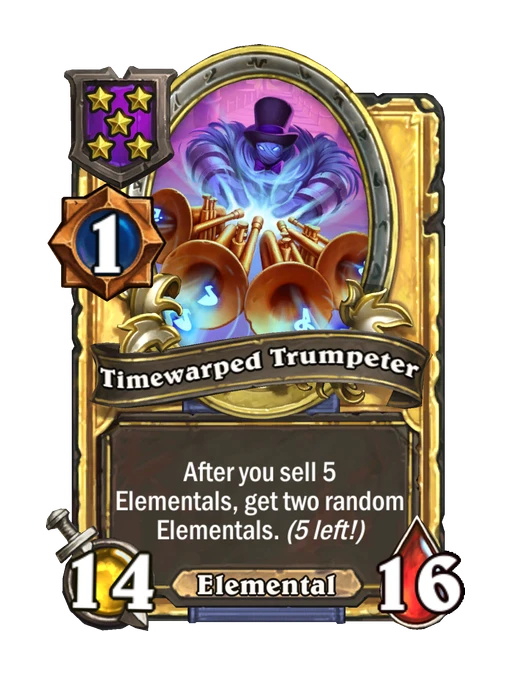 1
Timewarped Trumpeter
After you sell 5
Elementals, get two random
Elementals. (5 left!)
14
Elemental
16